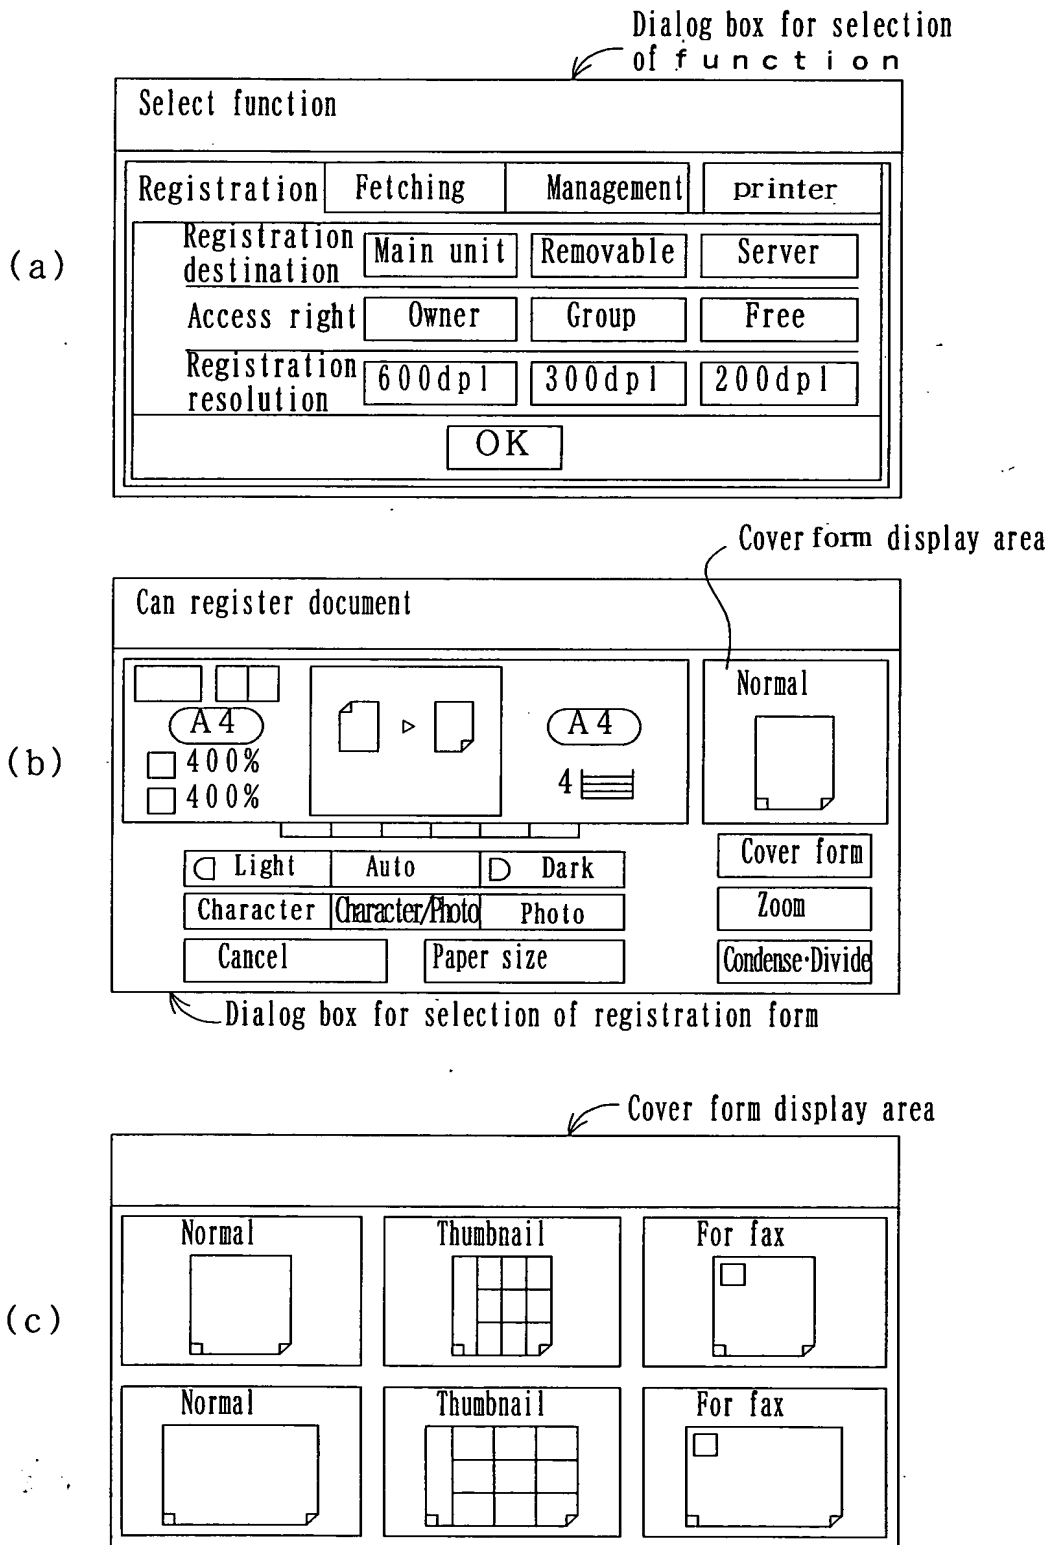 Dialog box for selection
of function
Select function
Registration Fetching Management printer
(a)
Registration
destination Main unit Removable Server
Access right Owner Group Free
Registration
resolution 600dpl 300dpl 200dpl
OK
Cover form display area
Can register document
Normal
A4 A4
(b)
400%
4
400%
Light Auto Dark
Cover form
Character Character/Photo Photo
Zoom
Cancel Paper size
Condense·Divide
Dialog box for selection of registration form
Cover form display area
Normal Thumbnail For fax
(c)
Normal Thumbnail For fax